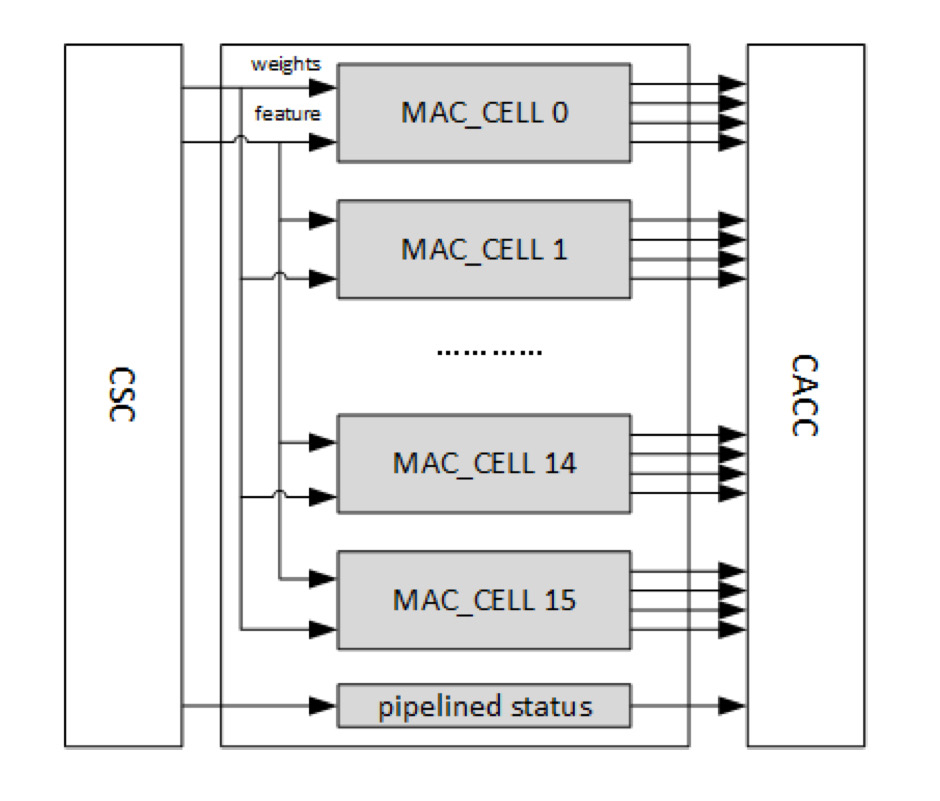 weights
MAC_CELL 0
feature
MAC_CELL 1
…………
CSC
CACC
MAC_CELL 14
MAC_CELL 15
pipelined status